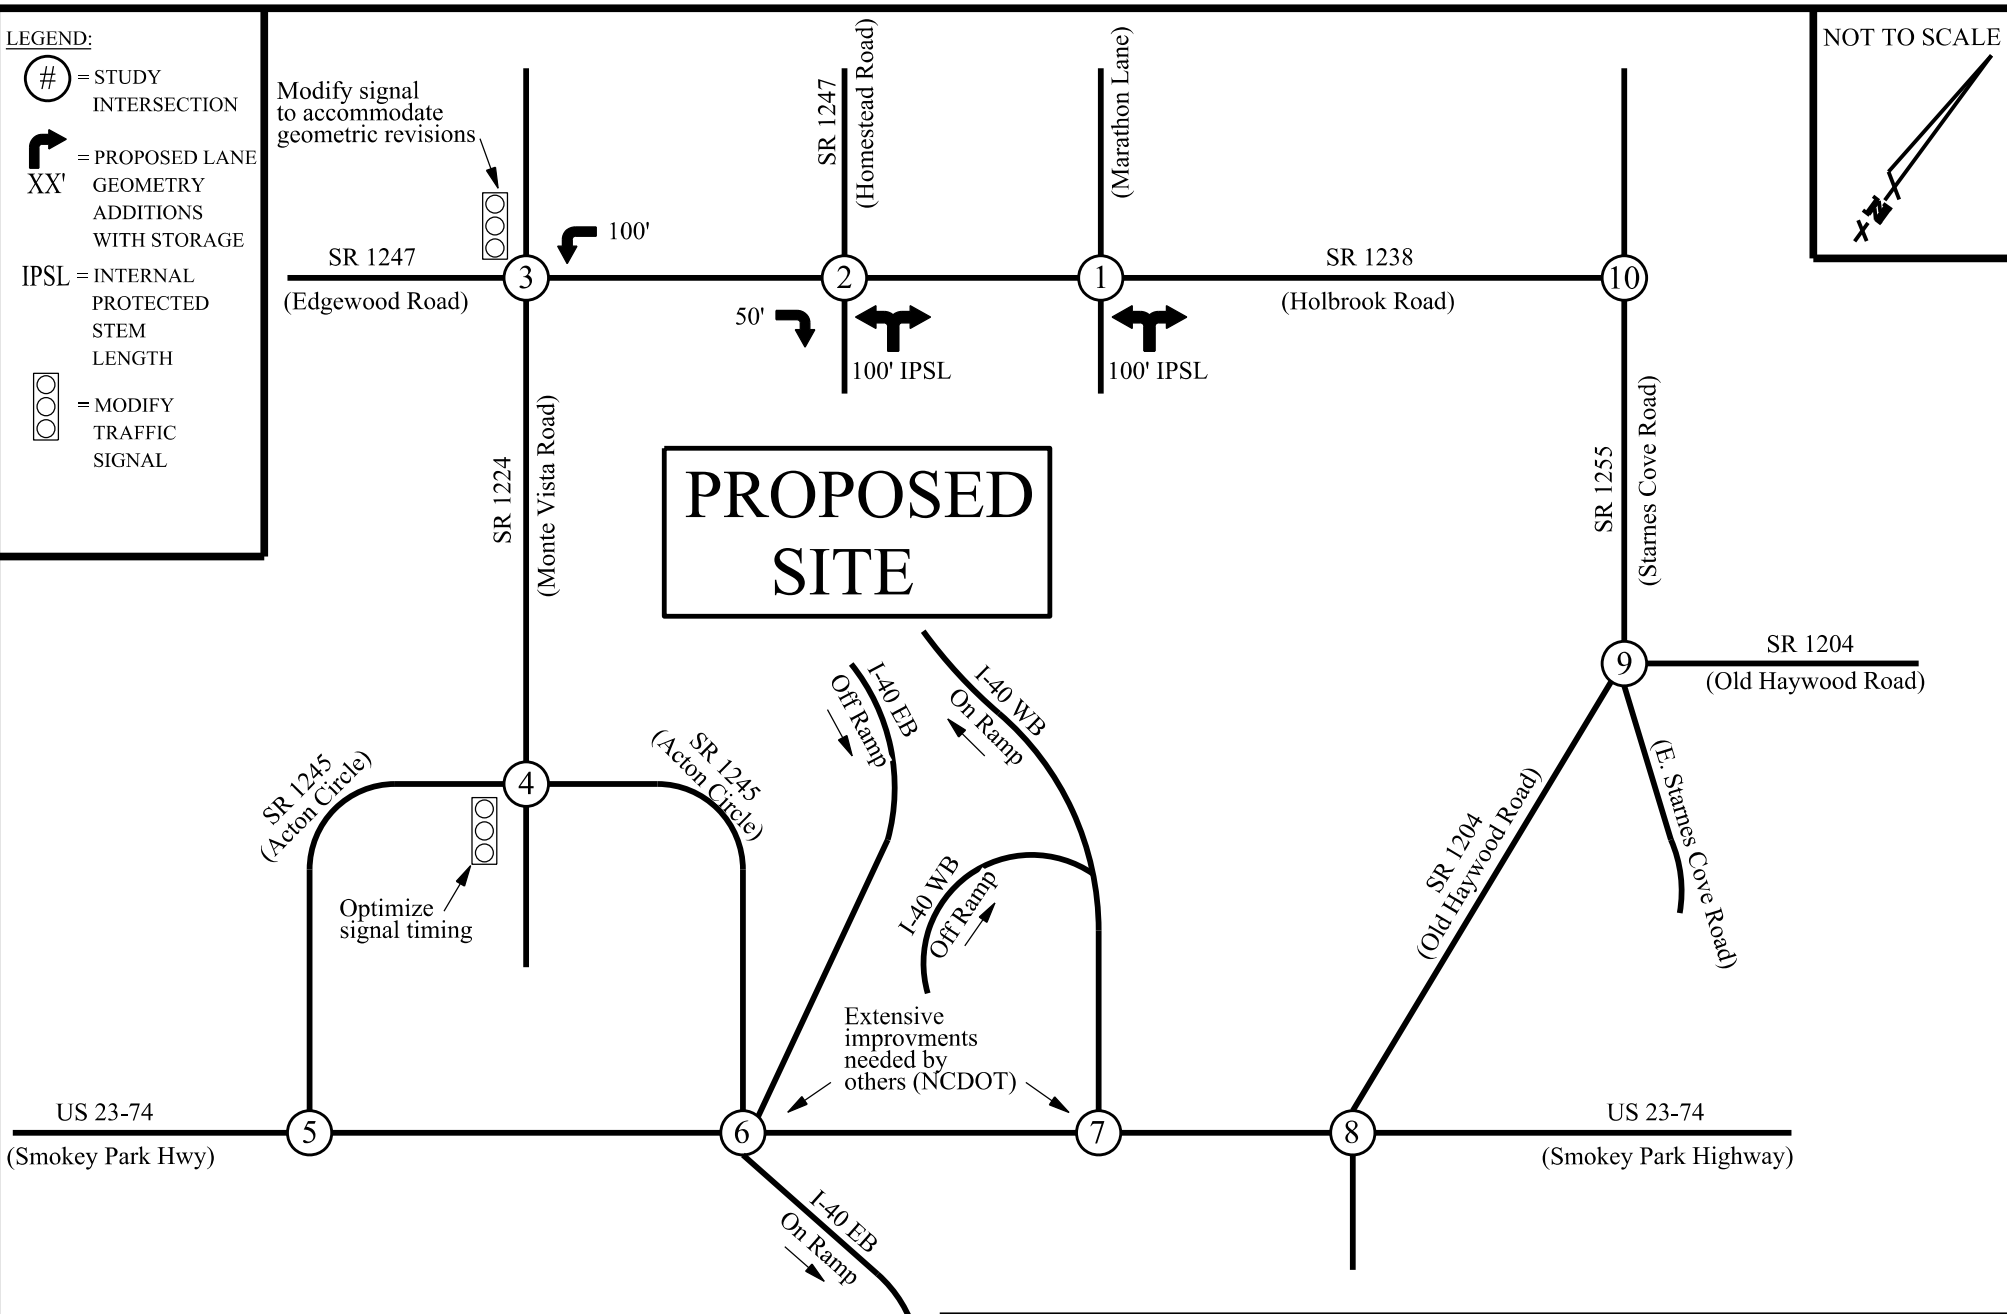 LEGEND:
#
= STUDY
INTERSECTION
= PROPOSED LANE
XX'
GEOMETRY
ADDITIONS
WITH STORAGE
IPSL = INTERNAL
PROTECTED
STEM
LENGTH
= MODIFY
TRAFFIC
SIGNAL
Modify signal
to accommodate
geometric revisions
SR 1247
(Homestead Road)
(Marathon Lane)
NOT TO SCALE
N
100'
SR 1247
(Edgewood Road)
3
2
1
SR 1238
(Holbrook Road)
10
50'
100' IPSL
100' IPSL
SR 1224
(Monte Vista Road)
PROPOSED
SITE
SR 1255
(Starnes Cove Road)
9
SR 1204
(Old Haywood Road)
I-40 EB
Off Ramp
I-40 WB
On Ramp
SR 1245
(Acton Circle)
4
SR 1245
(Acton Circle)
Optimize
signal timing
I-40 WB
Off Ramp
SR 1204
(Old Haywood Road)
(E. Starnes Cove Road)
Extensive
improvments
needed by
others (NCDOT)
US 23-74
(Smokey Park Hwy)
5
6
7
8
US 23-74
(Smokey Park Highway)
I-40 EB
On Ramp